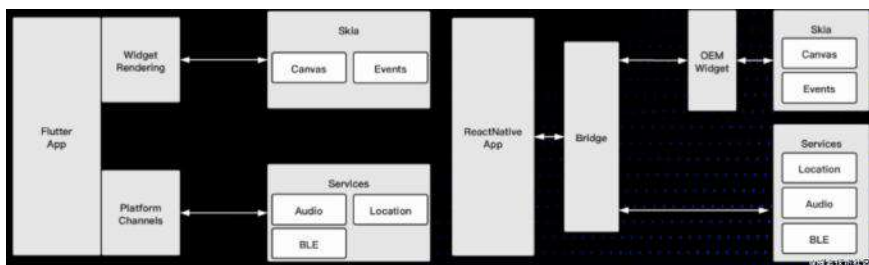 Flutter
App
Widget
Rendering
Platform
Channels
Skia
Canvas
Events
Services
Audio
Location
BLE
ReactNative
App
Bridge
OEM
Widget
Skia
Canvas
Events
Services
Location
Audio
BLE